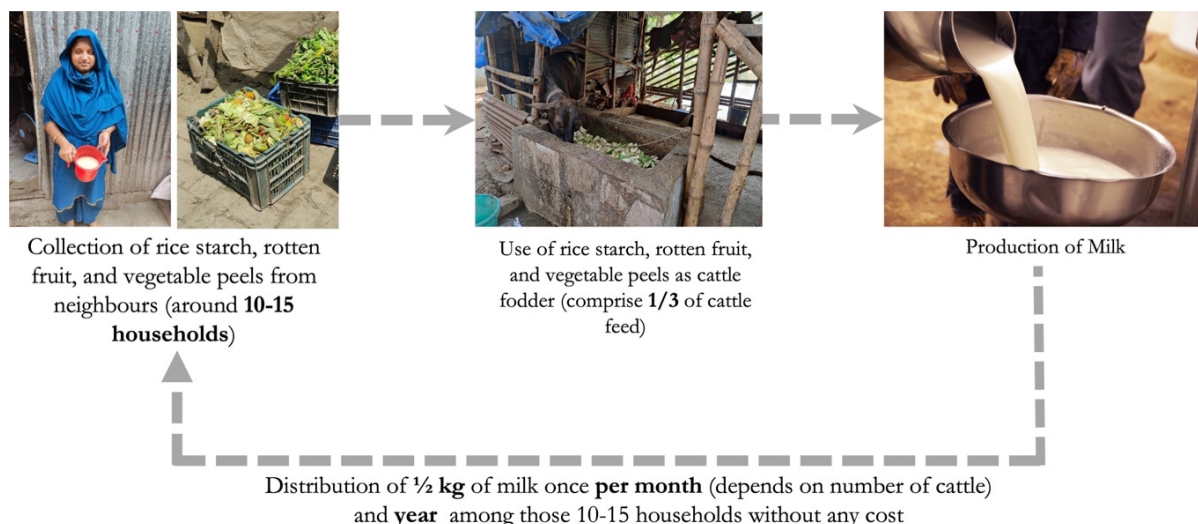 Collection of rice starch, rotten
fruit, and vegetable peels from
neighbours (around 10-15
households)
Use of rice starch, rotten fruit,
and vegetable peels as cattle
fodder (comprise 1/3 of cattle
feed)
Production of Milk
Distribution of ½ kg of milk once per month (depends on number of cattle)
and year among those 10-15 households without any cost